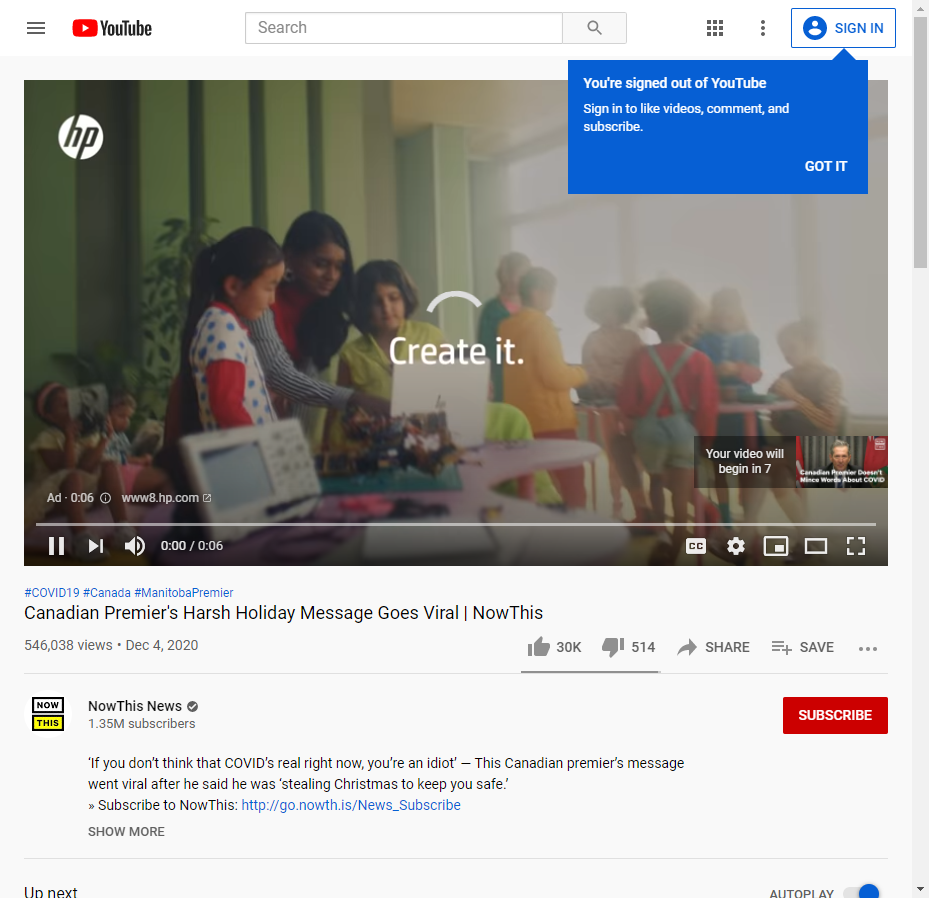 YouTube
Search
SIGN IN
You're signed out of YouTube
Sign in to like videos, comment, and
subscribe.
GOT IT
hp
Create it.
Your video will
begin in 7
Canadian Premier Doesn't
Mince Words About COVID
Ad · 0:06
www8.hp.com
0:00 / 0:06
CC
#COVID19 #Canada #ManitobaPremier
Canadian Premier's Harsh Holiday Message Goes Viral | NowThis
546,038 views • Dec 4, 2020
30K
514
SHARE
SAVE
NOW
THIS
NowThis News
1.35M subscribers
SUBSCRIBE
‘If you don’t think that COVID’s real right now, you’re an idiot’ — This Canadian premier’s message
went viral after he said he was ‘stealing Christmas to keep you safe.’
» Subscribe to NowThis: http://go.nowth.is/News_Subscribe
SHOW MORE
Up next
AUTOPLAY